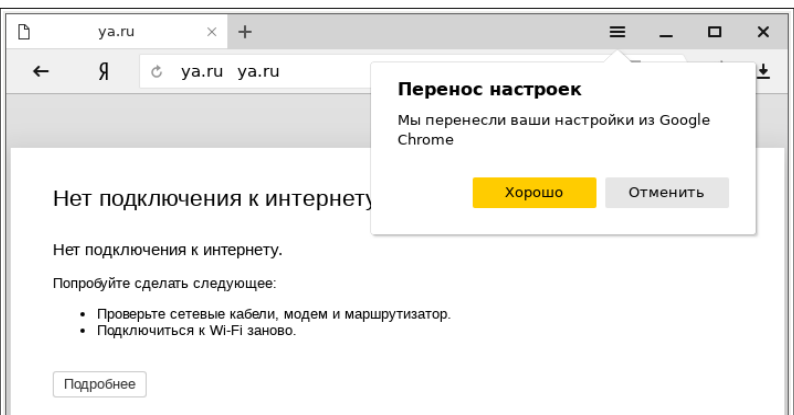 ya.ru
Я ya.ru ya.ru
Перенос настроек
Мы перенесли ваши настройки из Google
Chrome
Хорошо Отменить
Нет подключения к интернету
Нет подключения к интернету.
Попробуйте сделать следующее:
• Проверьте сетевые кабели, модем и маршрутизатор.
• Подключиться к Wi-Fi заново.
Подробнее